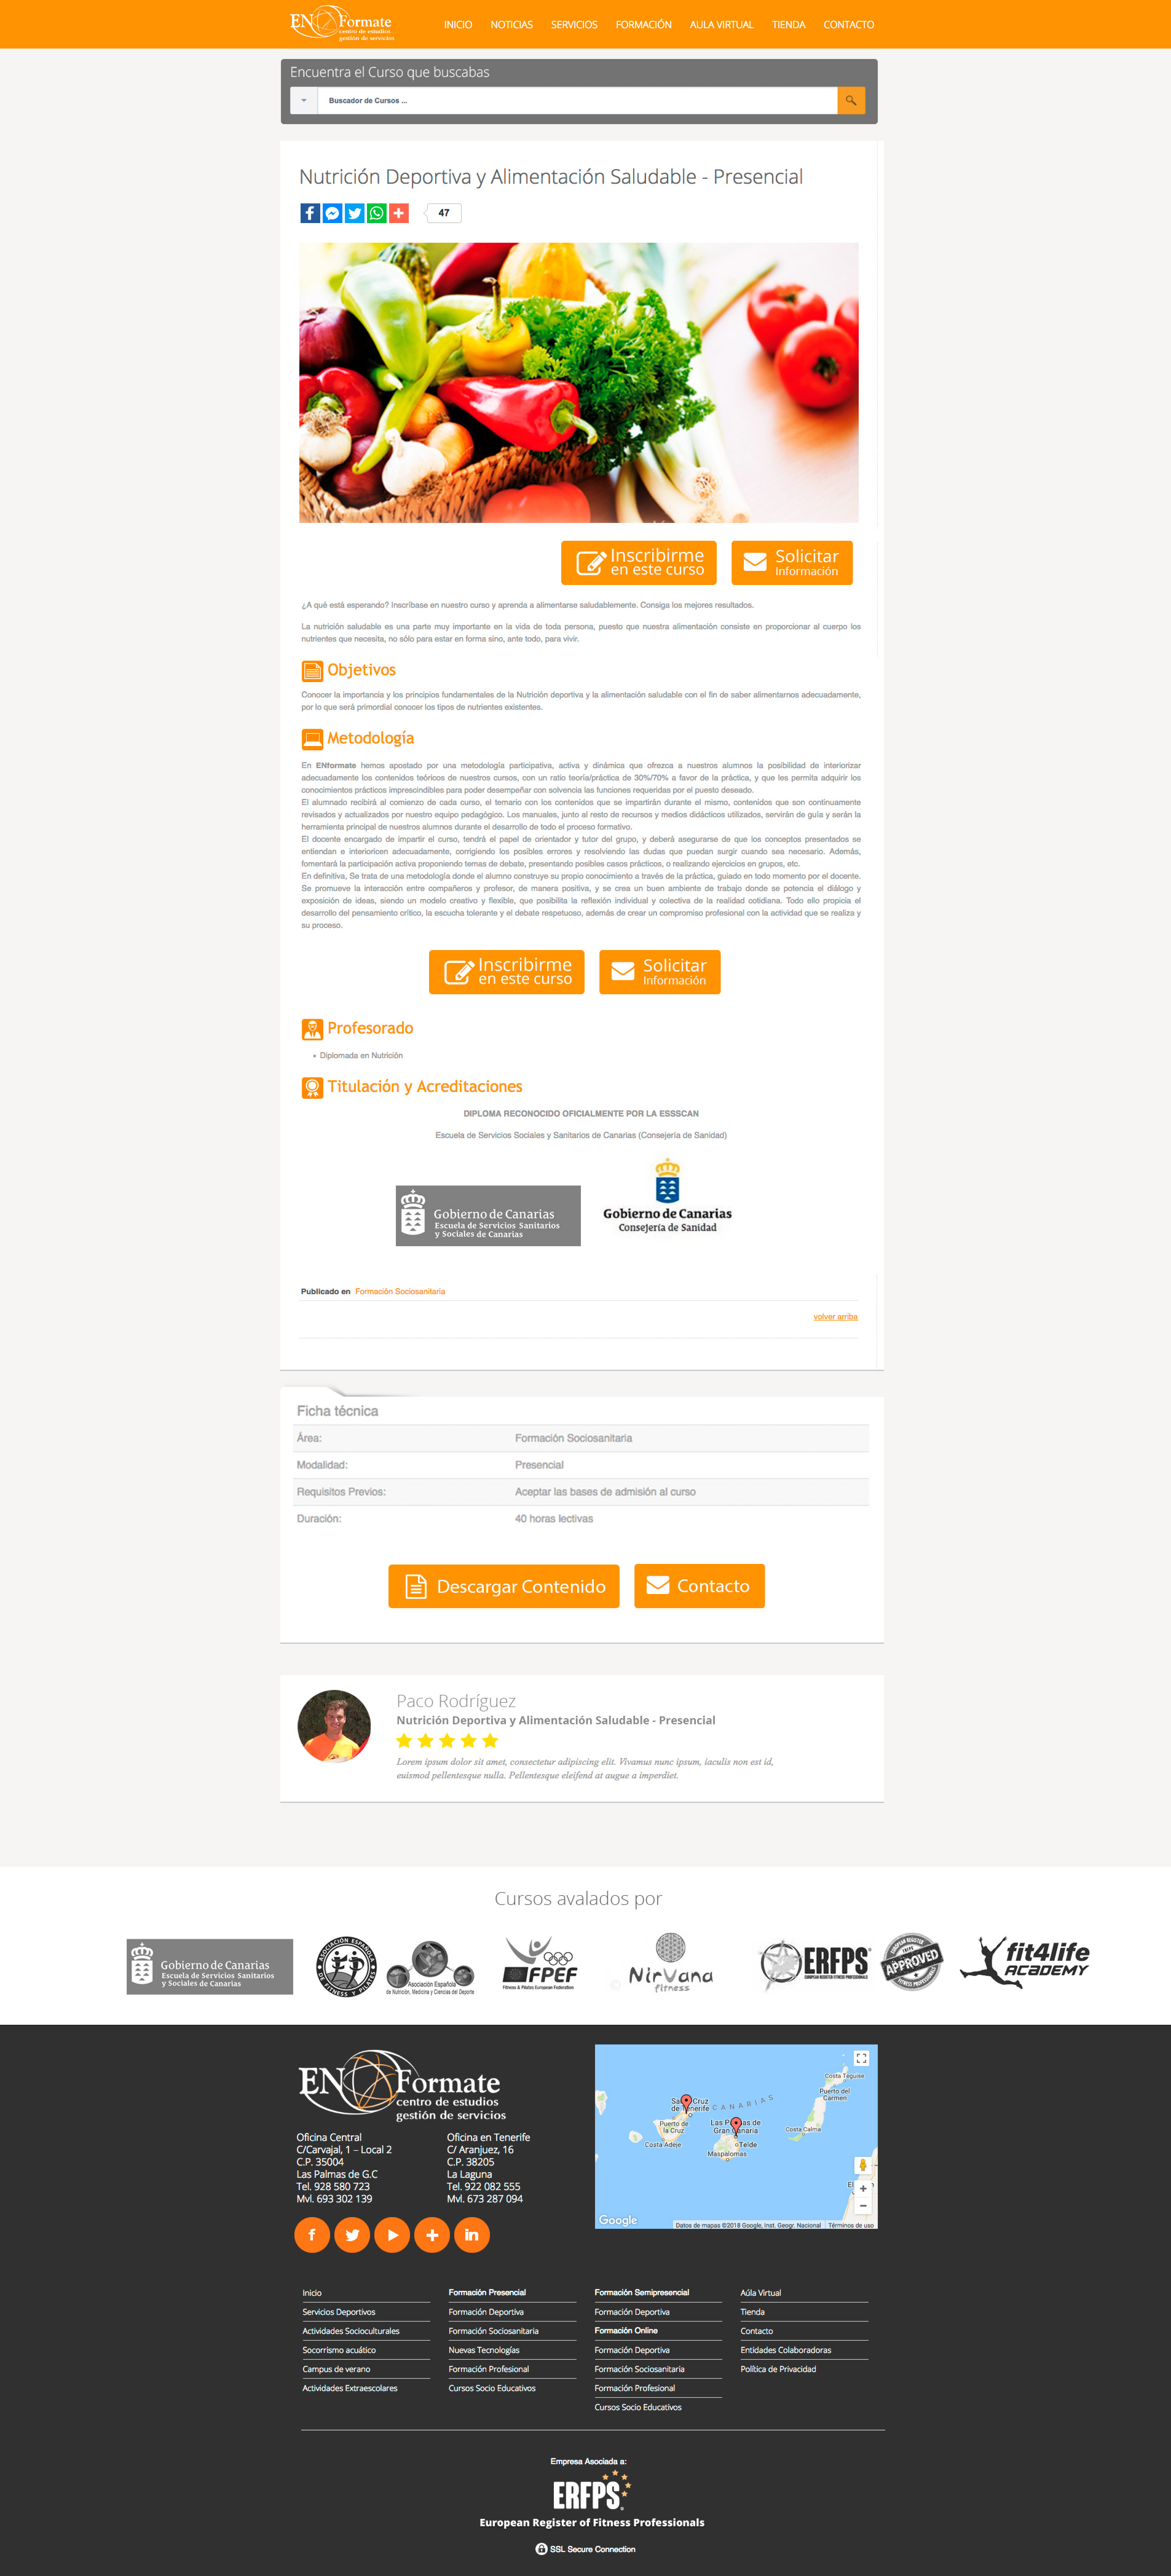 ENFormate
centro de estudios
gestión de servicios
INICIO NOTICIAS SERVICIOS FORMACIÓN AULA VIRTUAL TIENDA CONTACTO
Encuentra el Curso que buscabas
Buscador de Cursos ...
Nutrición Deportiva y Alimentación Saludable - Presencial
47
Inscribirme
en este curso
Solicitar
Información
¿A qué está esperando? Inscríbase en nuestro curso y aprenda a alimentarse saludablemente. Consiga los mejores resultados.
La nutrición saludable es una parte muy importante en la vida de toda persona, puesto que nuestra alimentación consiste en proporcionar al cuerpo los
nutrientes que necesita, no sólo para estar en forma sino, ante todo, para vivir.
Objetivos
Conocer la importancia y los principios fundamentales de la Nutrición deportiva y la alimentación saludable con el fin de saber alimentarnos adecuadamente,
por lo que será primordial conocer los tipos de nutrientes existentes.
Metodología
En ENformate hemos apostado por una metodología participativa, activa y dinámica que ofrezca a nuestros alumnos la posibilidad de interiorizar
adecuadamente los contenidos teóricos de nuestros cursos, con un ratio teoría/práctica de 30%/70% a favor de la práctica, y que les permita adquirir los
conocimientos prácticos imprescindibles para poder desempeñar con solvencia las funciones requeridas por el puesto deseado.
El alumnado recibirá al comienzo de cada curso, el temario con los contenidos que se impartirán durante el mismo, contenidos que son continuamente
revisados y actualizados por nuestro equipo pedagógico. Los manuales, junto al resto de recursos y medios didácticos utilizados, servirán de guía y serán la
herramienta principal de nuestros alumnos durante el desarrollo de todo el proceso formativo.
El docente encargado de impartir el curso, tendrá el papel de orientador y tutor del grupo, y deberá asegurarse de que los conceptos presentados se
entiendan e interioricen adecuadamente, corrigiendo los posibles errores y resolviendo las dudas que puedan surgir cuando sea necesario. Además,
fomentará la participación activa proponiendo temas de debate, presentando posibles casos prácticos, o realizando ejercicios en grupos, etc.
En definitiva, Se trata de una metodología donde el alumno construye su propio conocimiento a través de la práctica, guiado en todo momento por el docente.
Se promueve la interacción entre compañeros y profesor, de manera positiva, y se crea un buen ambiente de trabajo donde se potencia el diálogo y
exposición de ideas, siendo un modelo creativo y flexible, que posibilita la reflexión individual y colectiva de la realidad cotidiana. Todo ello propicia el
desarrollo del pensamiento crítico, la escucha tolerante y el debate respetuoso, además de crear un compromiso profesional con la actividad que se realiza y
su proceso.
Inscribirme
en este curso
Solicitar
Información
Profesorado
• Diplomada en Nutrición
Titulación y Acreditaciones
DIPLOMA RECONOCIDO OFICIALMENTE POR LA ESSSCAN
Escuela de Servicios Sociales y Sanitarios de Canarias (Consejería de Sanidad)
Gobierno de Canarias
Escuela de Servicios Sanitarios
y Sociales de Canarias
Gobierno de Canarias
Consejería de Sanidad
Publicado en Formación Sociosanitaria
volver arriba
Ficha técnica
Área: Formación Sociosanitaria
Modalidad: Presencial
Requisitos Previos: Aceptar las bases de admisión al curso
Duración: 40 horas lectivas
Descargar Contenido
Contacto
Paco Rodríguez
Nutrición Deportiva y Alimentación Saludable - Presencial
Lorem ipsum dolor sit amet, consectetur adipiscing elit. Vivamus nunc ipsum, iaculis non est id,
euismod pellentesque nulla. Pellentesque eleifend at augue a imperdiet.
Cursos avalados por
Gobierno de Canarias
Escuela de Servicios Sanitarios
y Sociales de Canarias
ASOCIACIÓN ESPAÑOLA
DE FITNESS Y PILATES
Asociación Española
de Nutrición, Medicina y Ciencias del Deporte
FPEF
Fitness & Pilates European Federation
NirVana
fitness
ERFPS
EUROPEAN REGISTER FITNESS PROFESSIONALS
EUROPEAN REGISTER
ERFPS
APPROVED
FITNESS PROFESSIONALS
fit4life
ACADEMY
ENFormate
centro de estudios
gestión de servicios
Oficina Central
C/Carvajal, 1 – Local 2
C.P. 35004
Las Palmas de G.C
Tel. 928 580 723
Mvl. 693 302 139
Oficina en Tenerife
C/ Aranjuez, 16
C.P. 38205
La Laguna
Tel. 922 082 555
Mvl. 673 287 094
Costa Teguise
Puerto del
Carmen
Cruz
de Tenerife
CANARIAS
Puerto de
la Cruz
Las Palmas de
Gran Canaria
Costa Calma
Costa Adeje
Telde
Maspalomas
El
Google
Datos de mapas ©2018 Google, Inst. Geogr. Nacional Términos de uso
Inicio
Servicios Deportivos
Actividades Socioculturales
Socorrismo acuático
Campus de verano
Actividades Extraescolares
Formación Presencial
Formación Deportiva
Formación Sociosanitaria
Nuevas Tecnologías
Formación Profesional
Cursos Socio Educativos
Formación Semipresencial
Formación Deportiva
Formación Online
Formación Deportiva
Formación Sociosanitaria
Formación Profesional
Cursos Socio Educativos
Aúla Virtual
Tienda
Contacto
Entidades Colaboradoras
Política de Privacidad
Empresa Asociada a:
ERFPS
European Register of Fitness Professionals
SSL Secure Connection